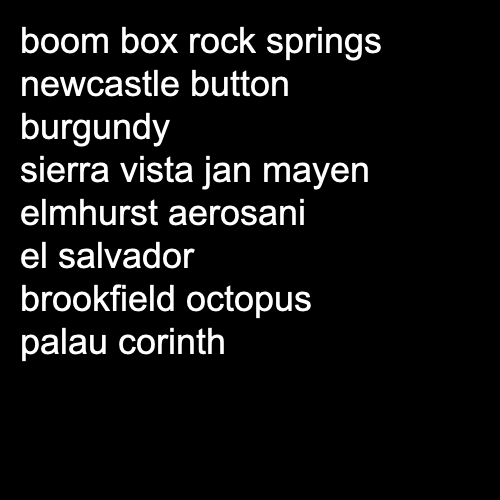 boom box rock springs
newcastle button
burgundy
sierra vista jan mayen
elmhurst aerosani
el salvador
brookfield octopus
palau corinth